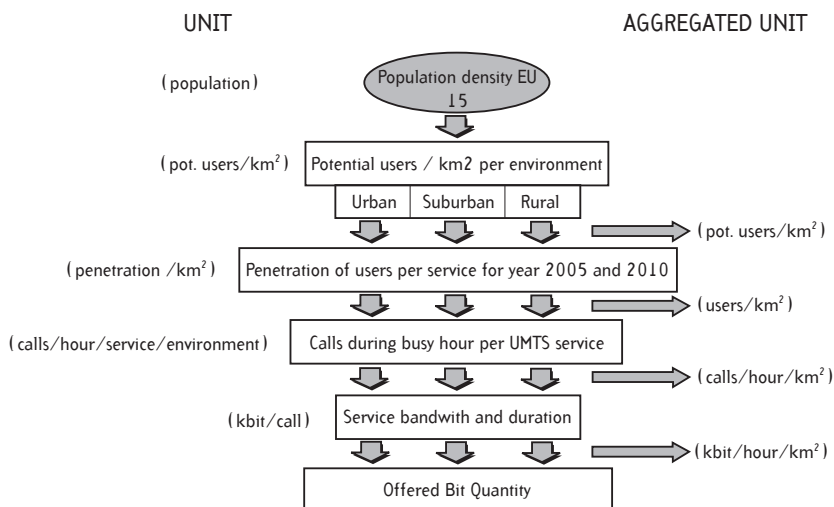 UNIT AGGREGATED UNIT
(population) Population density EU
15
(pot. users/km²) Potential users / km2 per environment
Urban Suburban Rural
(pot. users/km²)
(penetration /km²) Penetration of users per service for year 2005 and 2010
(users/km²)
(calls/hour/service/environment) Calls during busy hour per UMTS service
(calls/hour/km²)
(kbit/call) Service bandwith and duration
(kbit/hour/km²)
Offered Bit Quantity